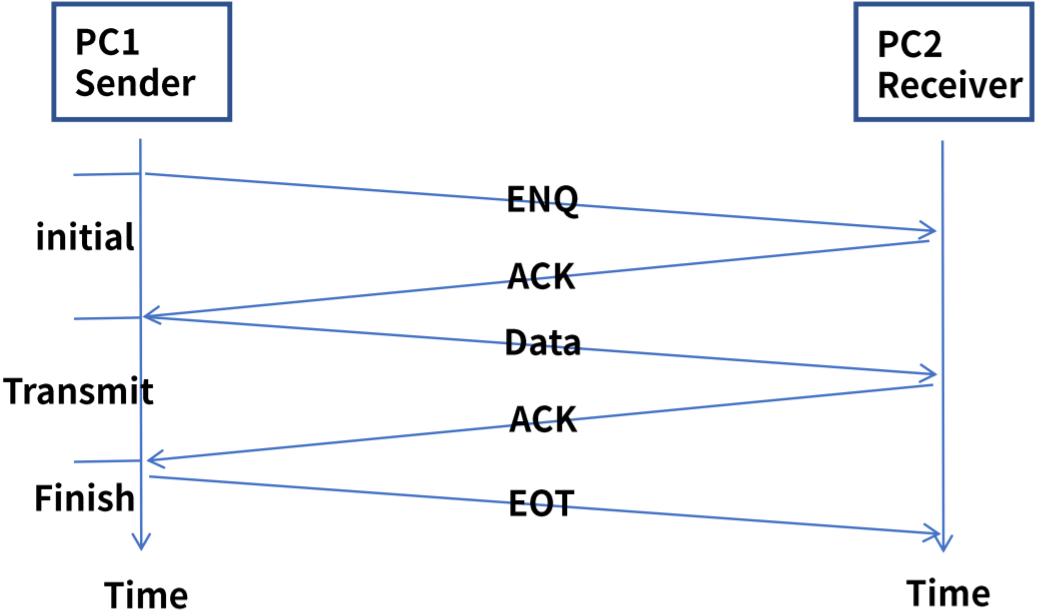 PC1
Sender
PC2
Receiver
ENQ
initial
ACK
Data
Transmit
ACK
Finish
EOT
Time
Time